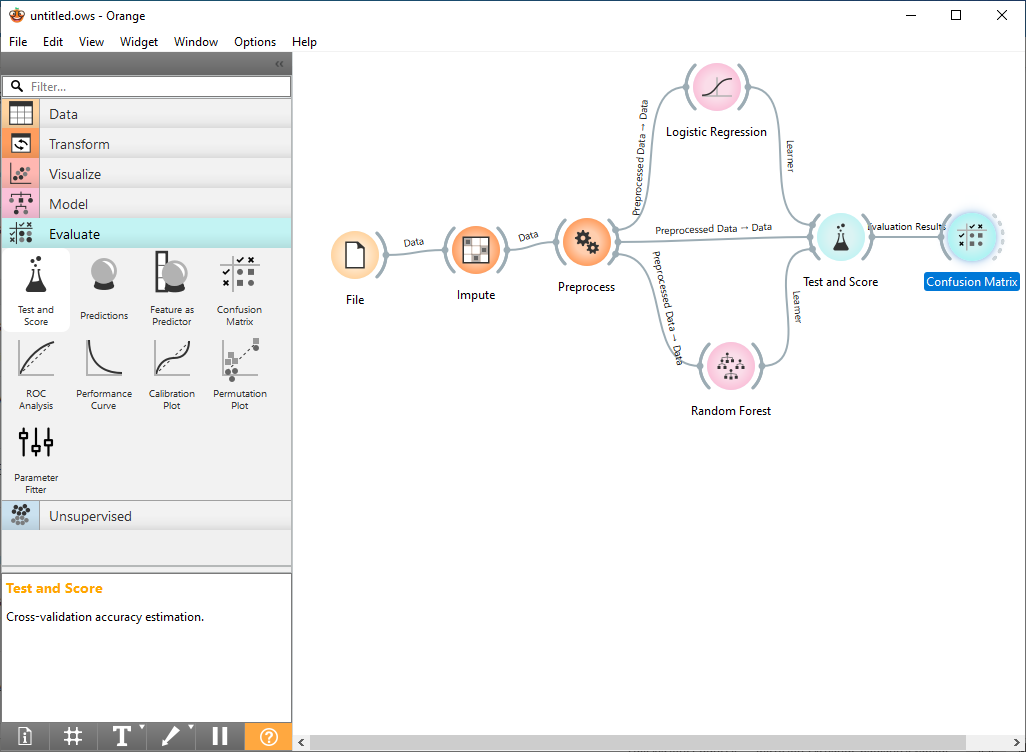 untitled.ows - Orange
File Edit View Widget Window Options Help
Filter...
Data
Transform
Visualize
Model
Evaluate
Test and
Score
Predictions
Feature as
Predictor
Confusion
Matrix
ROC
Analysis
Performance
Curve
Calibration
Plot
Permutation
Plot
Parameter
Fitter
Unsupervised
Test and Score
Cross-validation accuracy estimation.
File
Data
Impute
Data
Preprocess
Preprocessed Data → Data
Logistic Regression
Learner
Preprocessed Data → Data
Preprocessed Data → Data
Random Forest
Learner
Test and Score
Evaluation Results
Confusion Matrix